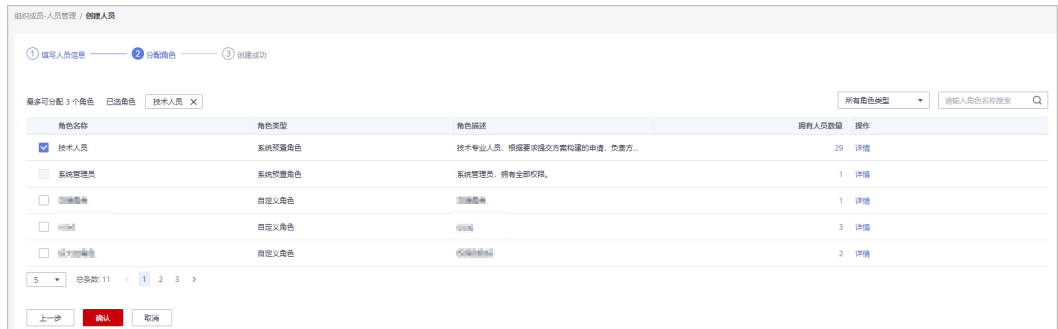 组织成员-人员管理 / 创建人员
1 填写人员信息 2 分配角色 3 创建成功
最多可分配 3 个角色 已选角色 技术人员 X 所有角色类型 请输入角色名称搜索
角色名称 角色类型 角色描述 拥有人员数量 操作
技术人员 系统预置角色 技术专业人员，根据要求提交方案构建的申请，负责方... 29 详情
系统管理员 系统预置角色 系统管理员，拥有全部权限。 1 详情
自定义角色 1 详情
自定义角色 3 详情
自定义角色 2 详情
5 总条数: 11 < 1 2 3 >
上一步 确认 取消